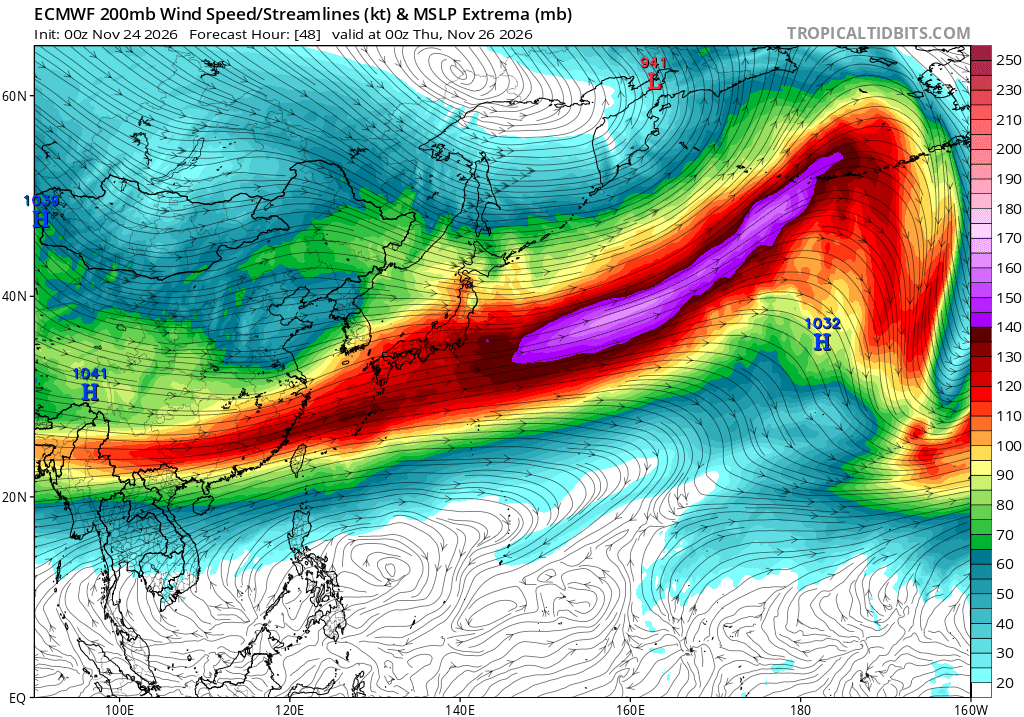 ECMWF 200mb Wind Speed/Streamlines (kt) & MSLP Extrema (mb)
Init: 00z Nov 24 2026   Forecast Hour: [48]   valid at 00z Thu, Nov 26 2026
TROPICALTIDBITS.COM
941
L
60N
1039
H
40N
1032
H
1041
H
20N
EQ
100E
120E
140E
160E
180
160W
250
230
210
200
190
180
170
160
150
140
130
120
110
100
90
80
70
60
50
40
30
20